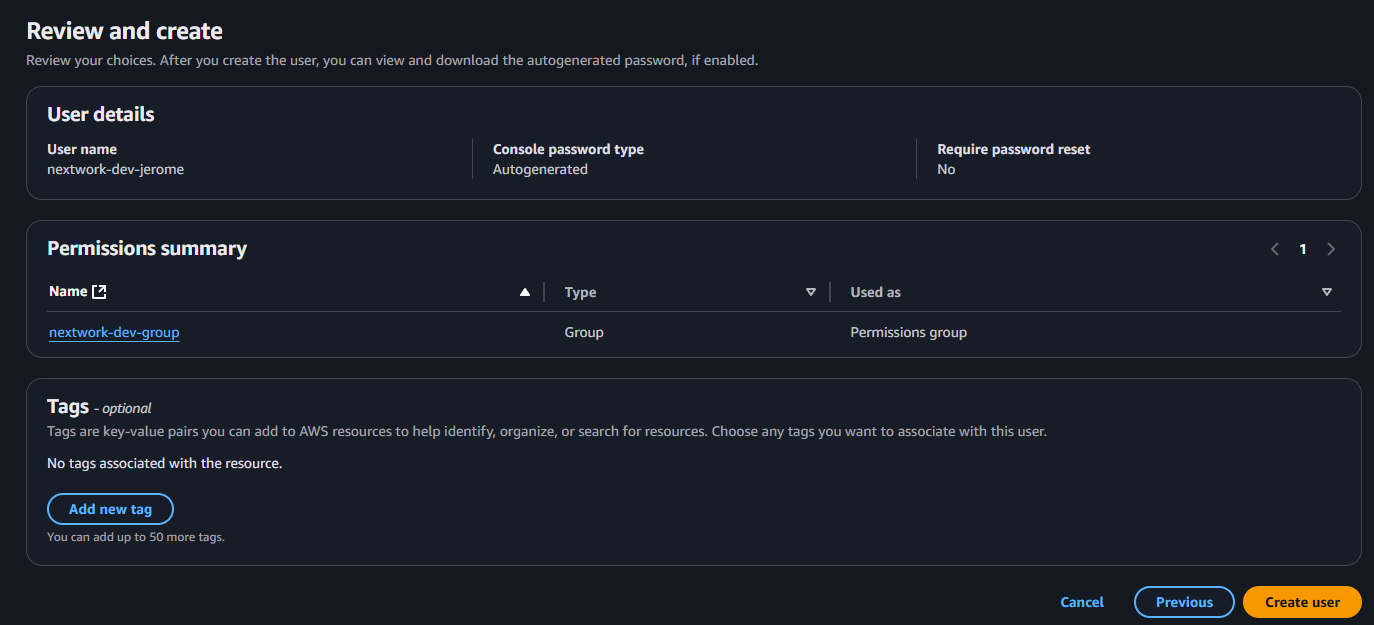 Review and create
Review your choices. After you create the user, you can view and download the autogenerated password, if enabled.
User details
User name
nextwork-dev-jerome
Console password type
Autogenerated
Require password reset
No
Permissions summary
1
Name
Type
Used as
nextwork-dev-group
Group
Permissions group
Tags - optional
Tags are key-value pairs you can add to AWS resources to help identify, organize, or search for resources. Choose any tags you want to associate with this user.
No tags associated with the resource.
Add new tag
You can add up to 50 more tags.
Cancel
Previous
Create user